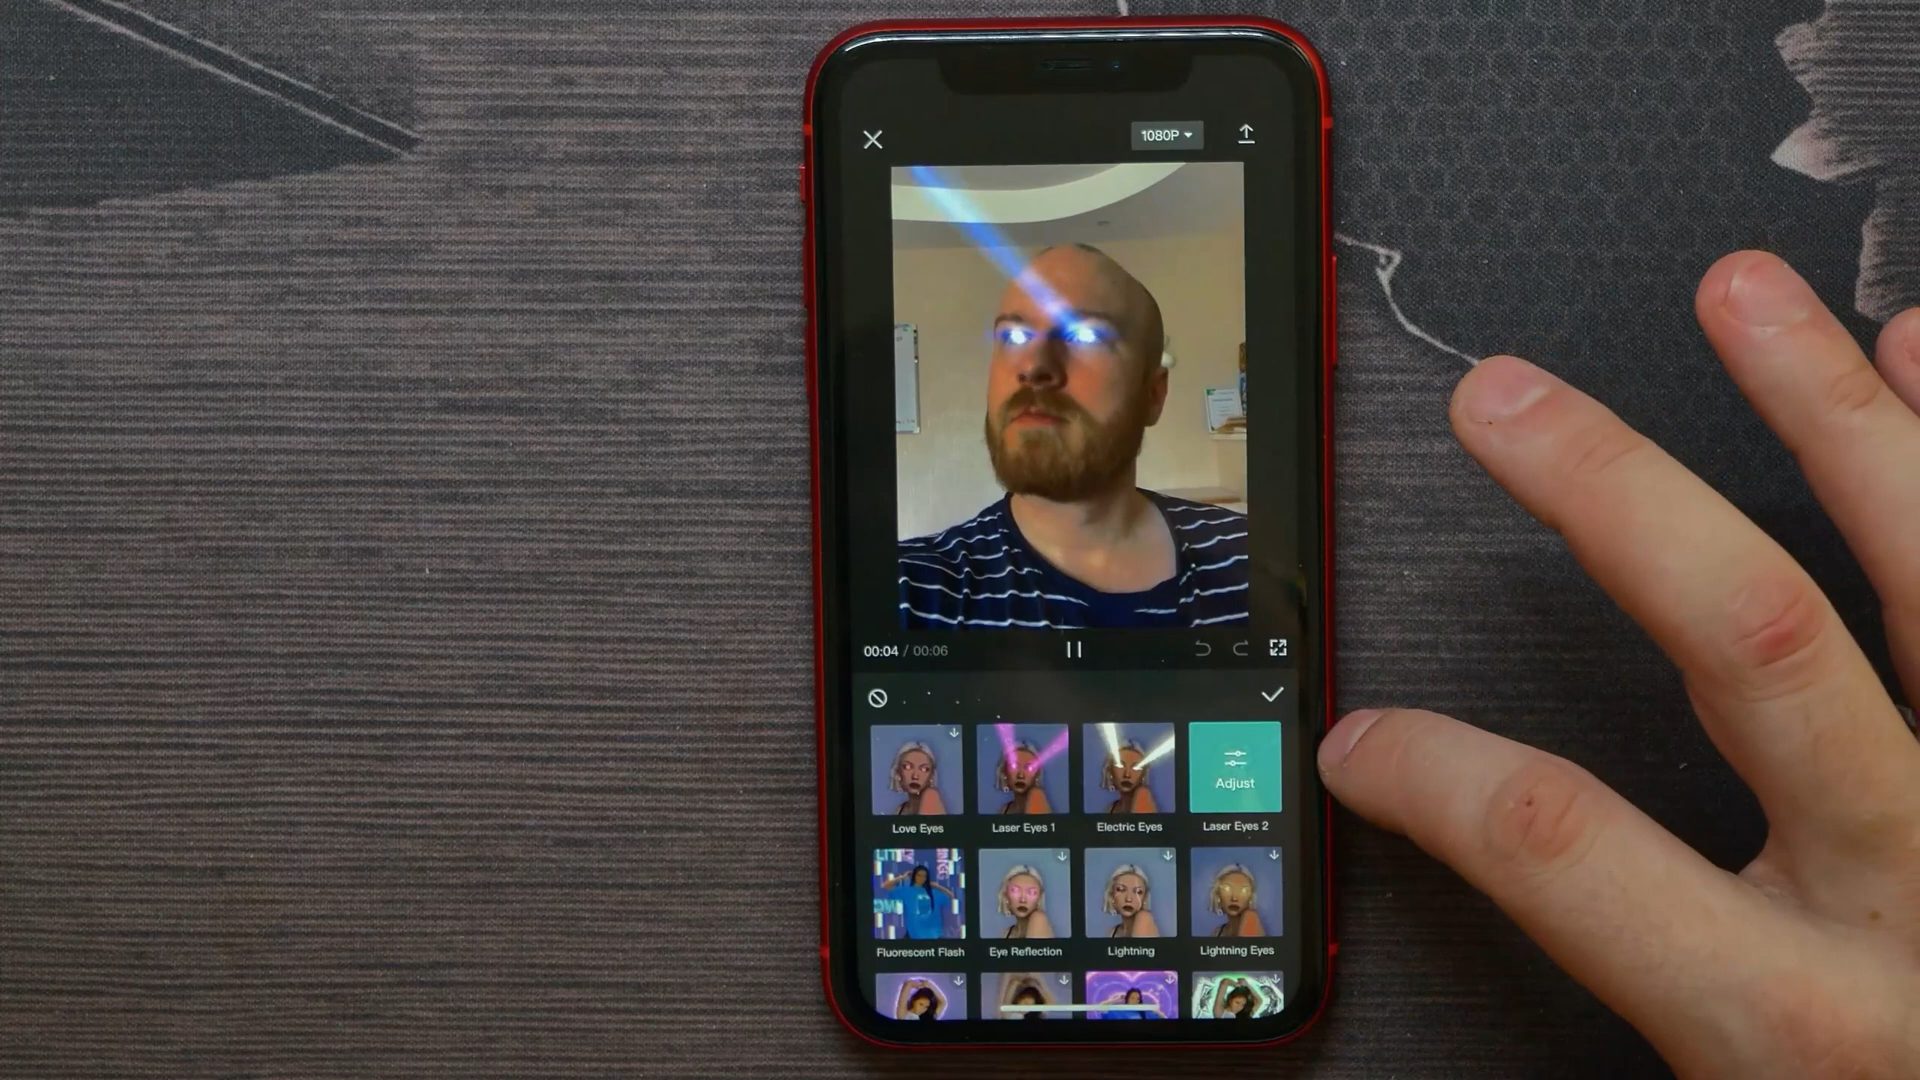 1080P
00:04 / 00:06
Adjust
Love Eyes
Laser Eyes 1
Electric Eyes
Laser Eyes 2
Fluorescent Flash
Eye Reflection
Lightning
Lightning Eyes